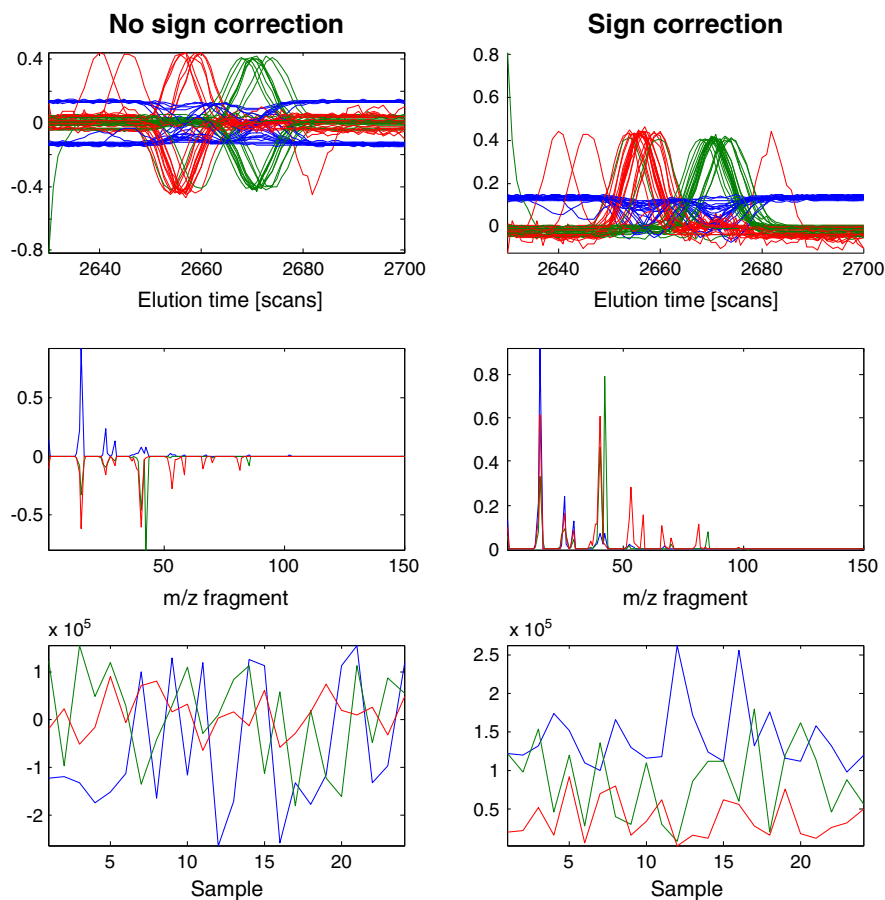 No sign correction
Sign correction
0.4
0
-0.4
-0.8
2640 2660 2680 2700
Elution time [scans]
0.8
0.6
0.4
0.2
0
2640 2660 2680 2700
Elution time [scans]
0.5
0
-0.5
50 100 150
m/z fragment
0.8
0.6
0.4
0.2
0
50 100 150
m/z fragment
x 10⁵
1
0
-1
-2
5 10 15 20
Sample
x 10⁵
2.5
2
1.5
1
0.5
5 10 15 20
Sample